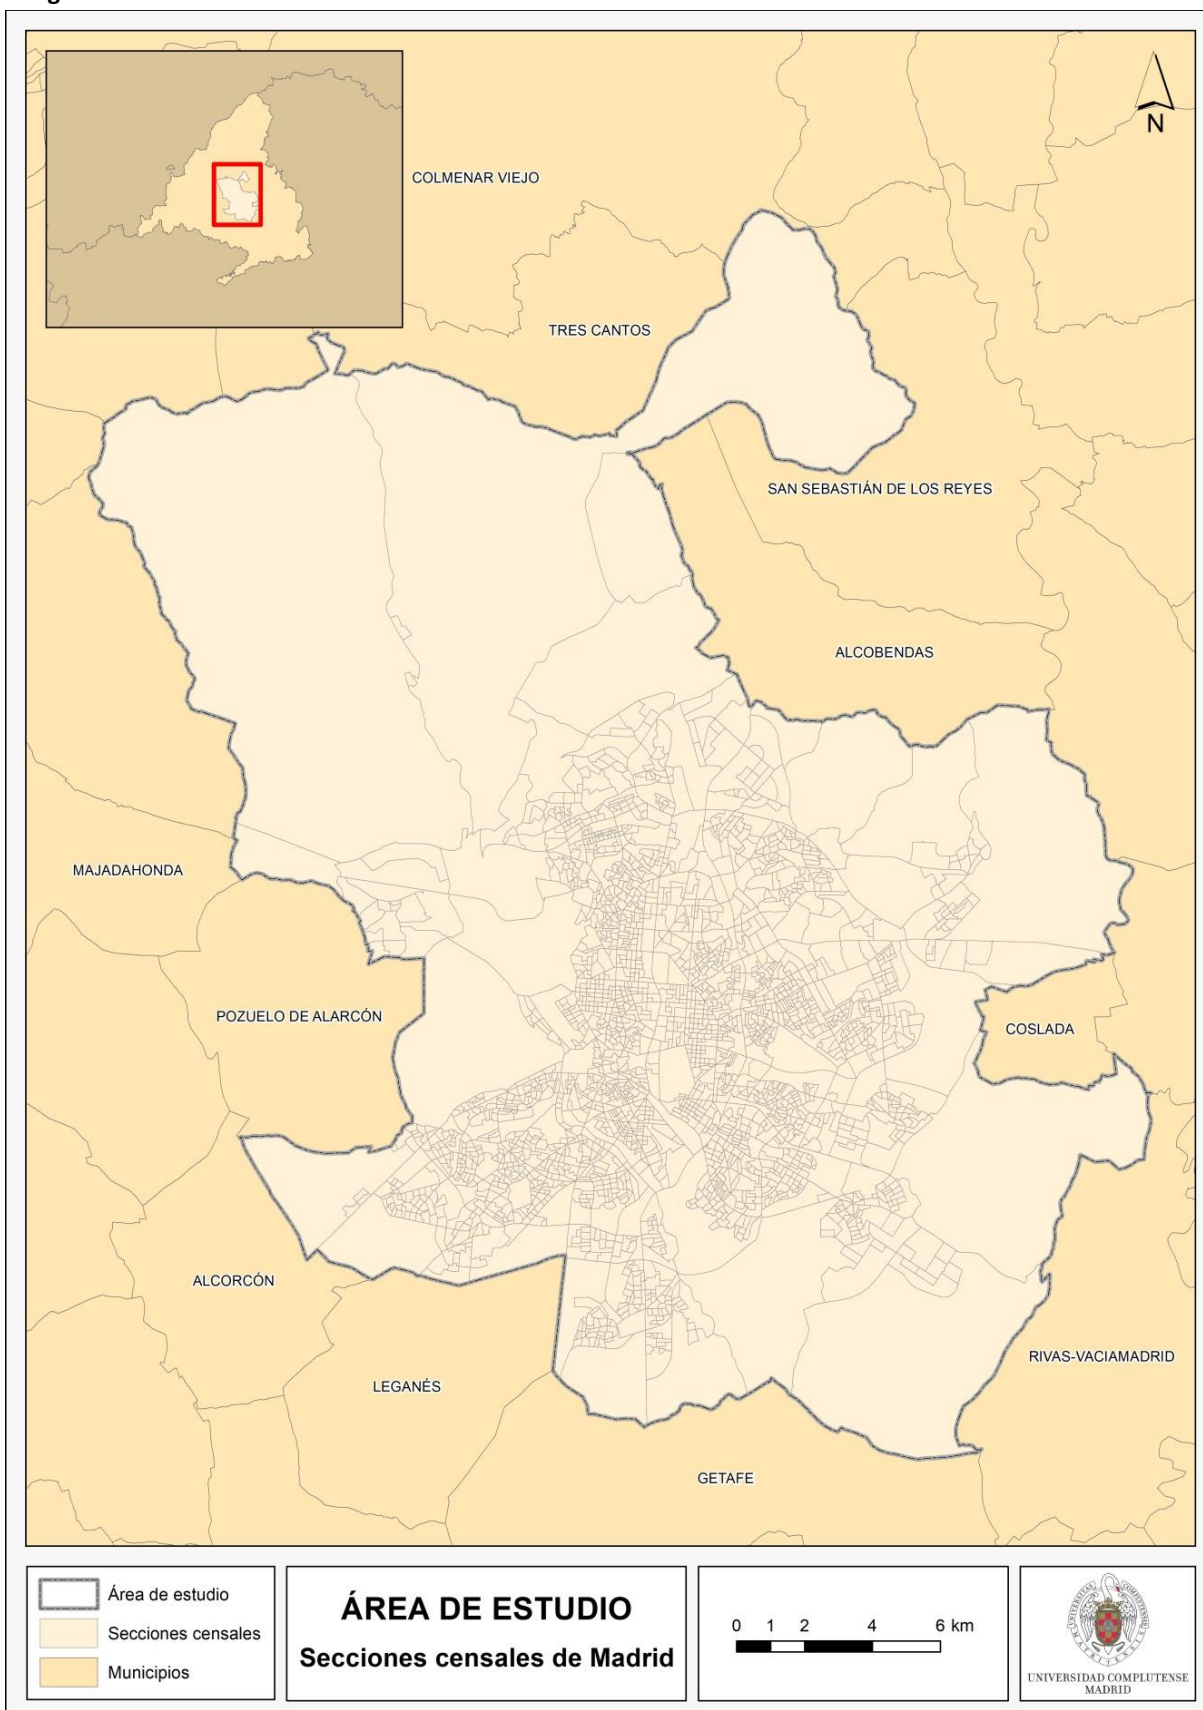 N
COLMENAR VIEJO
TRES CANTOS
SAN SEBASTIÁN DE LOS REYES
ALCOBENDAS
MAJADAHONDA
POZUELO DE ALARCÓN
COSLADA
ALCORCÓN
RIVAS-VACIAMADRID
LEGANÉS
GETAFE
Área de estudio
Secciones censales
Municipios
ÁREA DE ESTUDIO
Secciones censales de Madrid
0 1 2 4 6 km
UNIVERSIDAD COMPLUTENSE
MADRID